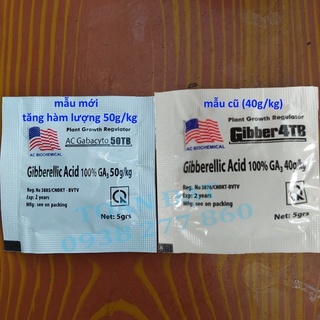 mẫu mới
tăng hàm lượng 50g/kg
Plant Growth Regulator
AC Gabacyto 50TB
AC BIOCHEMICAL
Gibberellic Acid 100% GA3 50g/kg
Reg. No 3885/CNĐKT-BVTV
Exp: 2 years
Mfg: see on packing
Net: 5grs
mẫu cũ (40g/kg)
Plant Growth Regulator
Gibber4TB
AC BIOCHEMICAL
Gibberellic Acid 100% GA3 40g/kg
Reg. No 3876/CNĐKT-BVTV
Exp: 2 years
Mfg: see on packing
Net: 5grs
0938 277 860